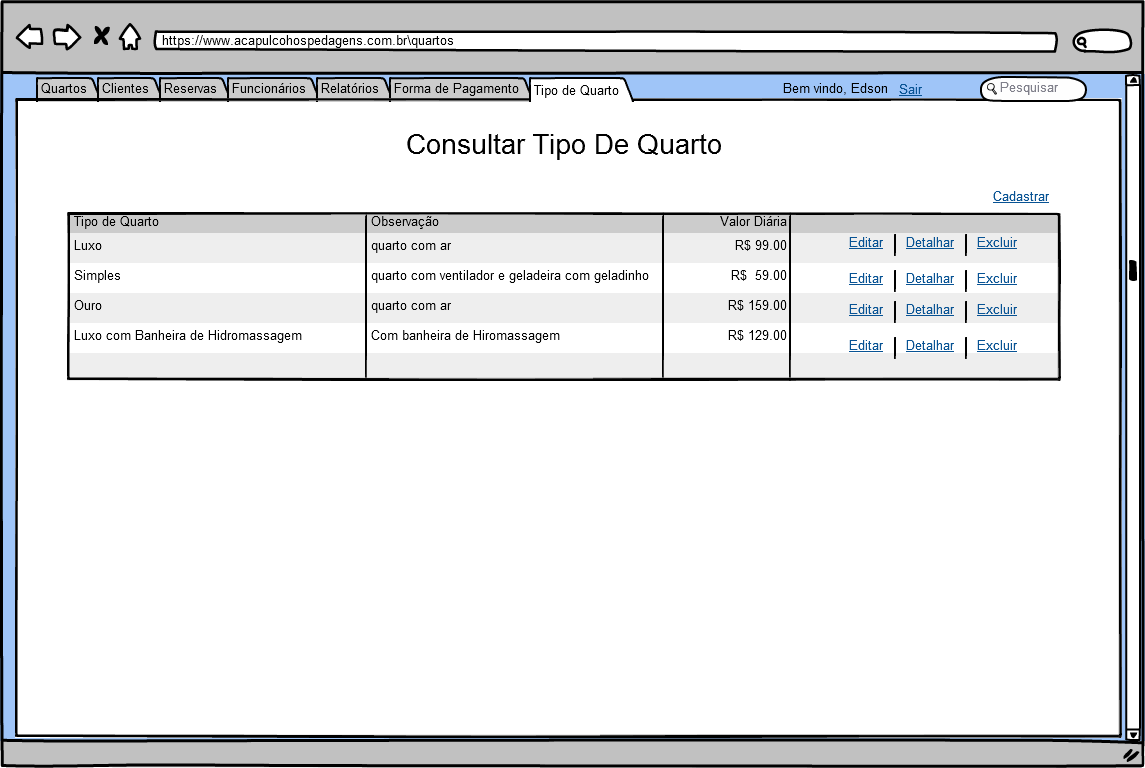 https://www.acapulcohospedagens.com.br\quartos
Quartos Clientes Reservas Funcionários Relatórios Forma de Pagamento Tipo de Quarto Bem vindo, Edson Sair Pesquisar
Consultar Tipo De Quarto
Cadastrar
Tipo de Quarto Observação Valor Diária
Luxo quarto com ar R$ 99.00 Editar Detalhar Excluir
Simples quarto com ventilador e geladeira com geladinho R$ 59.00 Editar Detalhar Excluir
Ouro quarto com ar R$ 159.00 Editar Detalhar Excluir
Luxo com Banheira de Hidromassagem Com banheira de Hiromassagem R$ 129.00 Editar Detalhar Excluir